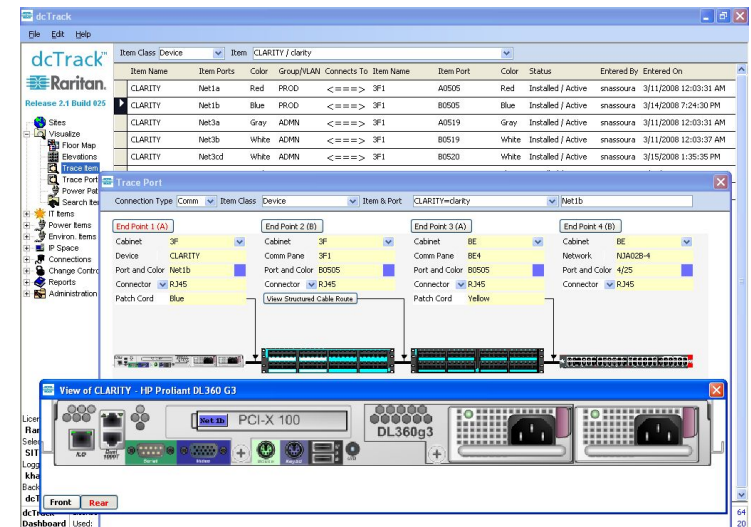 dcTrack
File Edit Help
dcTrack™
Raritan.
Release 2.1 Build 025
Item Class Device Item CLARITY / clarity
Item Name Item Ports Color Group/VLAN Connects To Item Name Item Port Color Status Entered By Entered On
CLARITY Net1a Red PROD <===> 3F1 A0505 Red Installed / Active snassoura 3/11/2008 12:03:31 AM
CLARITY Net1b Blue PROD <===> 3F1 B0505 Blue Installed / Active snassoura 3/14/2008 7:24:30 PM
CLARITY Net3a Gray ADMN <===> 3F1 A0519 Gray Installed / Active snassoura 3/11/2008 12:03:31 AM
CLARITY Net3b White ADMN <===> 3F1 B0519 White Installed / Active snassoura 3/11/2008 12:03:37 AM
CLARITY Net3cd White ADMN <===> 3F1 B0520 White Installed / Active snassoura 3/15/2008 1:35:35 PM
Sites
Visualize
Floor Map
Elevations
Trace Item
Trace Port
Power Pat
Search Ite
IT Items
Power Items
Environ. Items
IP Space
Connections
Change Contro
Reports
Administration
Trace Port
Connection Type Comm Item Class Device Item & Port CLARITY=clarity Net1b
End Point 1 (A) End Point 2 (B) End Point 3 (A) End Point 4 (B)
Cabinet 3F Cabinet 3F Cabinet BE Cabinet BE
Device CLARITY Comm Pane 3F1 Comm Pane BE4 Network NJA02B-4
Port and Color Net1b Port and Color B0505 Port and Color B0505 Port and Color 4/25
Connector RJ45 Connector RJ45 Connector RJ45 Connector RJ45
Patch Cord Blue View Structured Cable Route Patch Cord Yellow
View of CLARITY - HP Proliant DL360 G3
Net1b PCI-X 100
DL360g3
iLO
Front Rear
Licer
Rar
Selec
SIT
Logg
kha
Back
dcT
dcTrack
Dashboard Used:
64
20